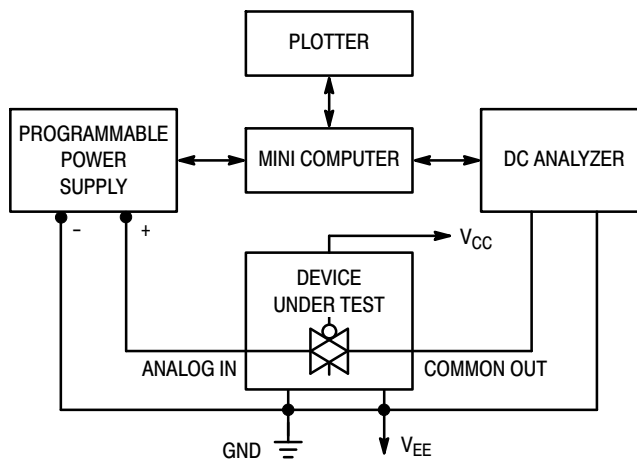 PLOTTER
PROGRAMMABLE
POWER
SUPPLY
MINI COMPUTER
DC ANALYZER
−
+
VCC
DEVICE
UNDER TEST
ANALOG IN
COMMON OUT
GND
VEE